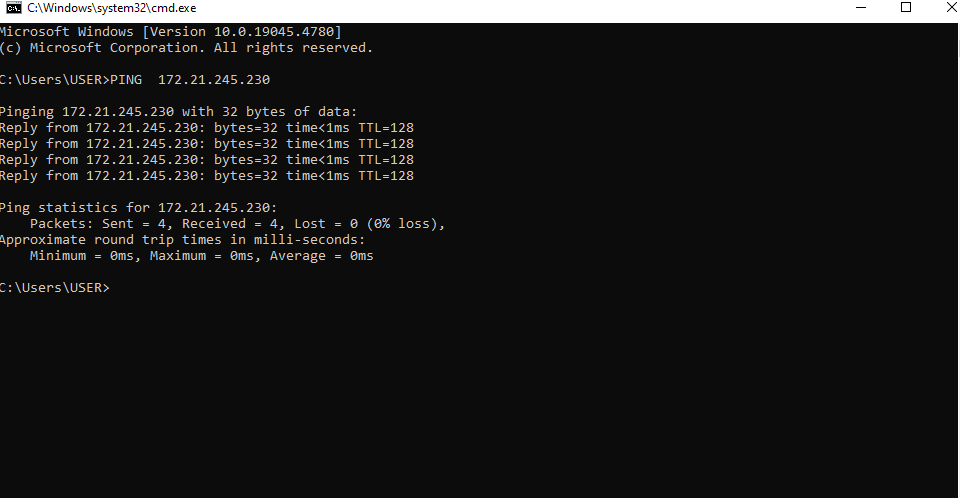 C:\Windows\system32\cmd.exe
Microsoft Windows [Version 10.0.19045.4780]
(c) Microsoft Corporation. All rights reserved.
C:\Users\USER>PING  172.21.245.230
Pinging 172.21.245.230 with 32 bytes of data:
Reply from 172.21.245.230: bytes=32 time<1ms TTL=128
Reply from 172.21.245.230: bytes=32 time<1ms TTL=128
Reply from 172.21.245.230: bytes=32 time<1ms TTL=128
Reply from 172.21.245.230: bytes=32 time<1ms TTL=128
Ping statistics for 172.21.245.230:
    Packets: Sent = 4, Received = 4, Lost = 0 (0% loss),
Approximate round trip times in milli-seconds:
    Minimum = 0ms, Maximum = 0ms, Average = 0ms
C:\Users\USER>